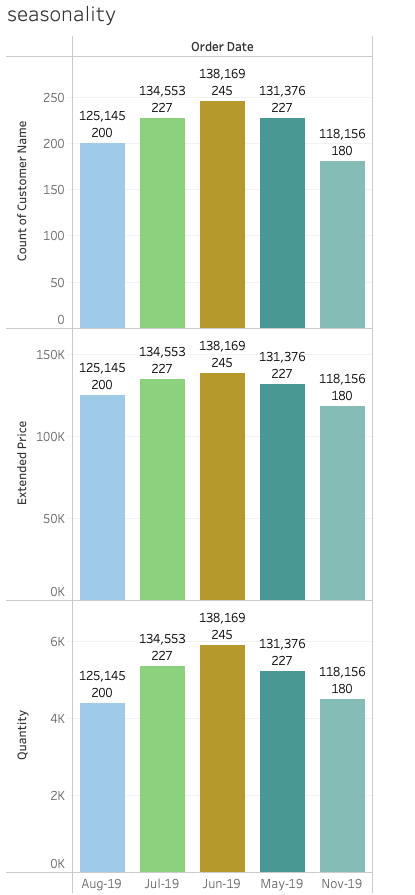 seasonality
Order Date
Count of Customer Name
250
200
150
100
50
0
125,145
200
134,553
227
138,169
245
131,376
227
118,156
180
Extended Price
150K
100K
50K
0K
125,145
200
134,553
227
138,169
245
131,376
227
118,156
180
Quantity
6K
4K
2K
0K
125,145
200
134,553
227
138,169
245
131,376
227
118,156
180
Aug-19 Jul-19 Jun-19 May-19 Nov-19